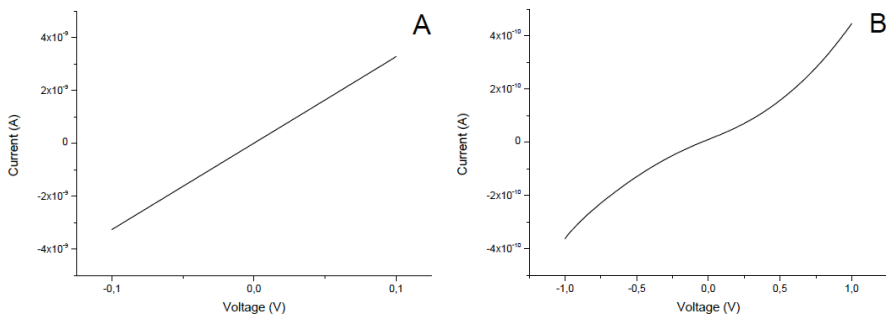 A
4x10⁻⁹
2x10⁻⁹
0
-2x10⁻⁹
-4x10⁻⁹
Current (A)
-0,1
0,0
0,1
Voltage (V)
B
4x10⁻¹⁰
2x10⁻¹⁰
0
-2x10⁻¹⁰
-4x10⁻¹⁰
Current (A)
-1,0
-0,5
0,0
0,5
1,0
Voltage (V)